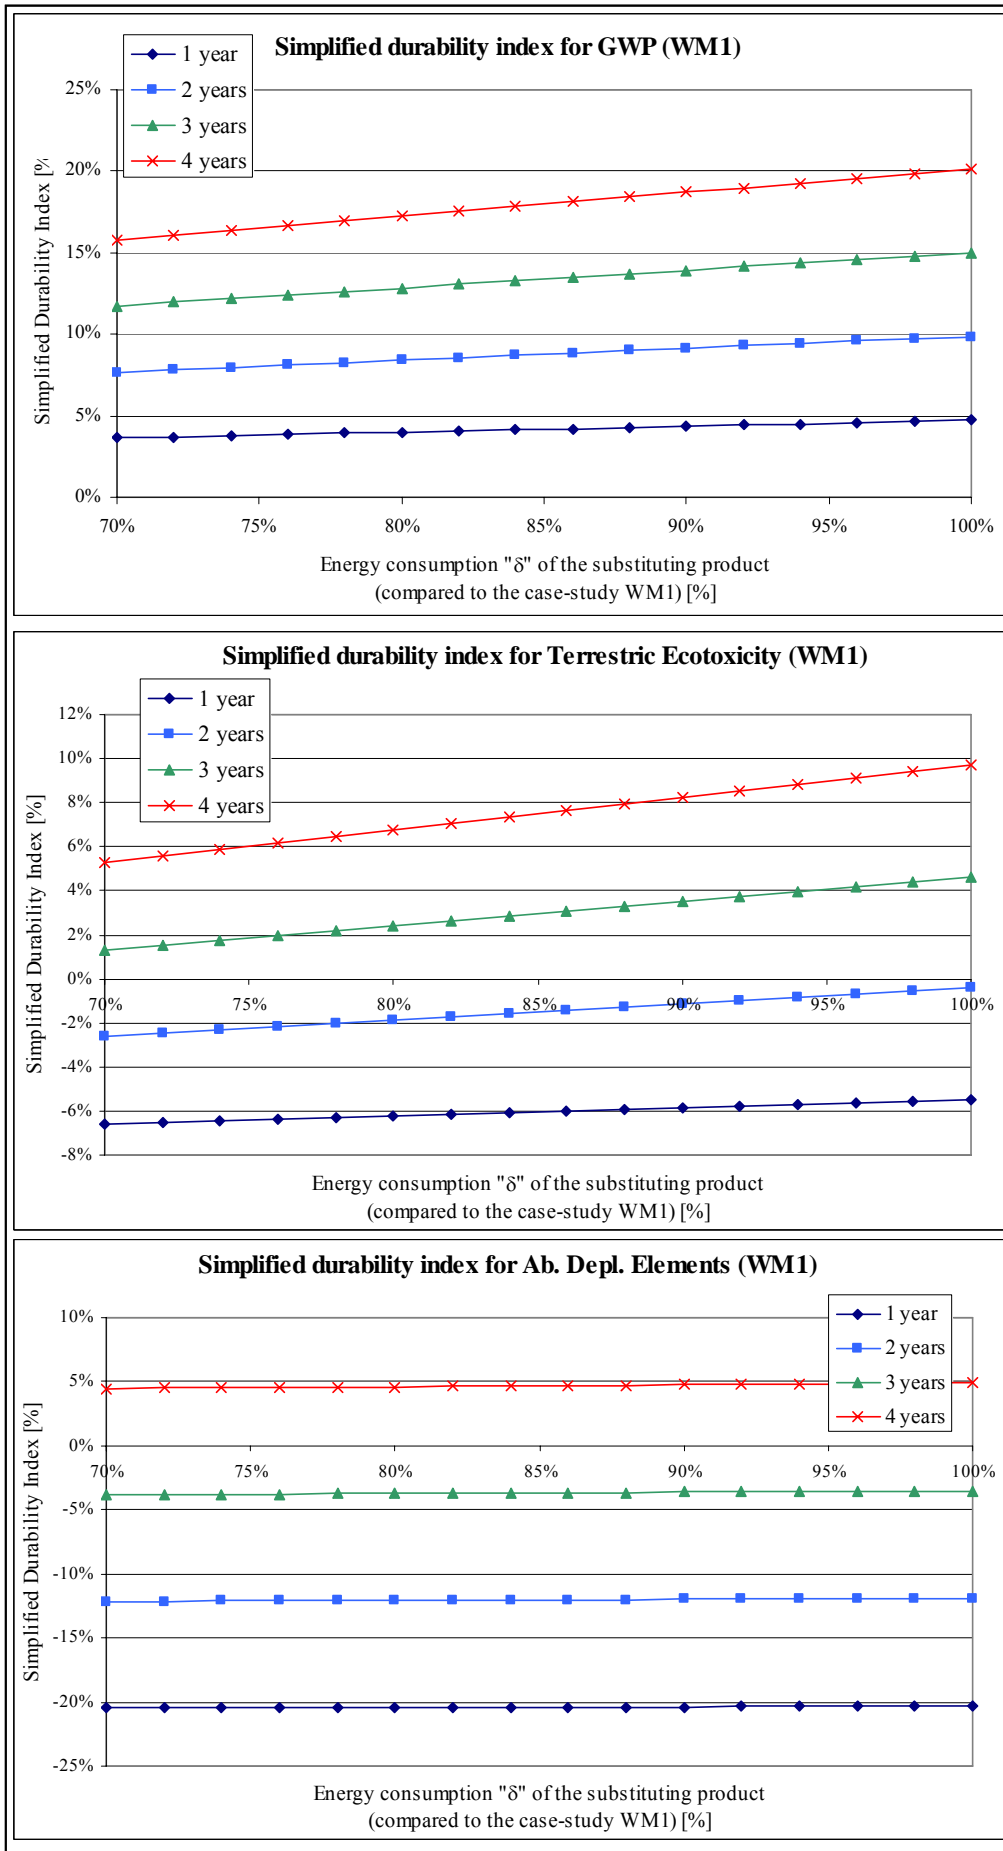 Simplified durability index for GWP (WM1)
1 year
2 years
3 years
4 years
Simplified Durability Index [%
25%
20%
15%
10%
5%
0%
70% 75% 80% 85% 90% 95% 100%
Energy consumption "δ" of the substituting product
(compared to the case-study WM1) [%]
Simplified durability index for Terrestric Ecotoxicity (WM1)
1 year
2 years
3 years
4 years
Simplified Durability Index [%]
12%
10%
8%
6%
4%
2%
0%
-2%
-4%
-6%
-8%
70% 75% 80% 85% 90% 95% 100%
Energy consumption "δ" of the substituting product
(compared to the case-study WM1) [%]
Simplified durability index for Ab. Depl. Elements (WM1)
1 year
2 years
3 years
4 years
Simplified Durability Index [%]
10%
5%
0%
-5%
-10%
-15%
-20%
-25%
70% 75% 80% 85% 90% 95% 100%
Energy consumption "δ" of the substituting product
(compared to the case-study WM1) [%]